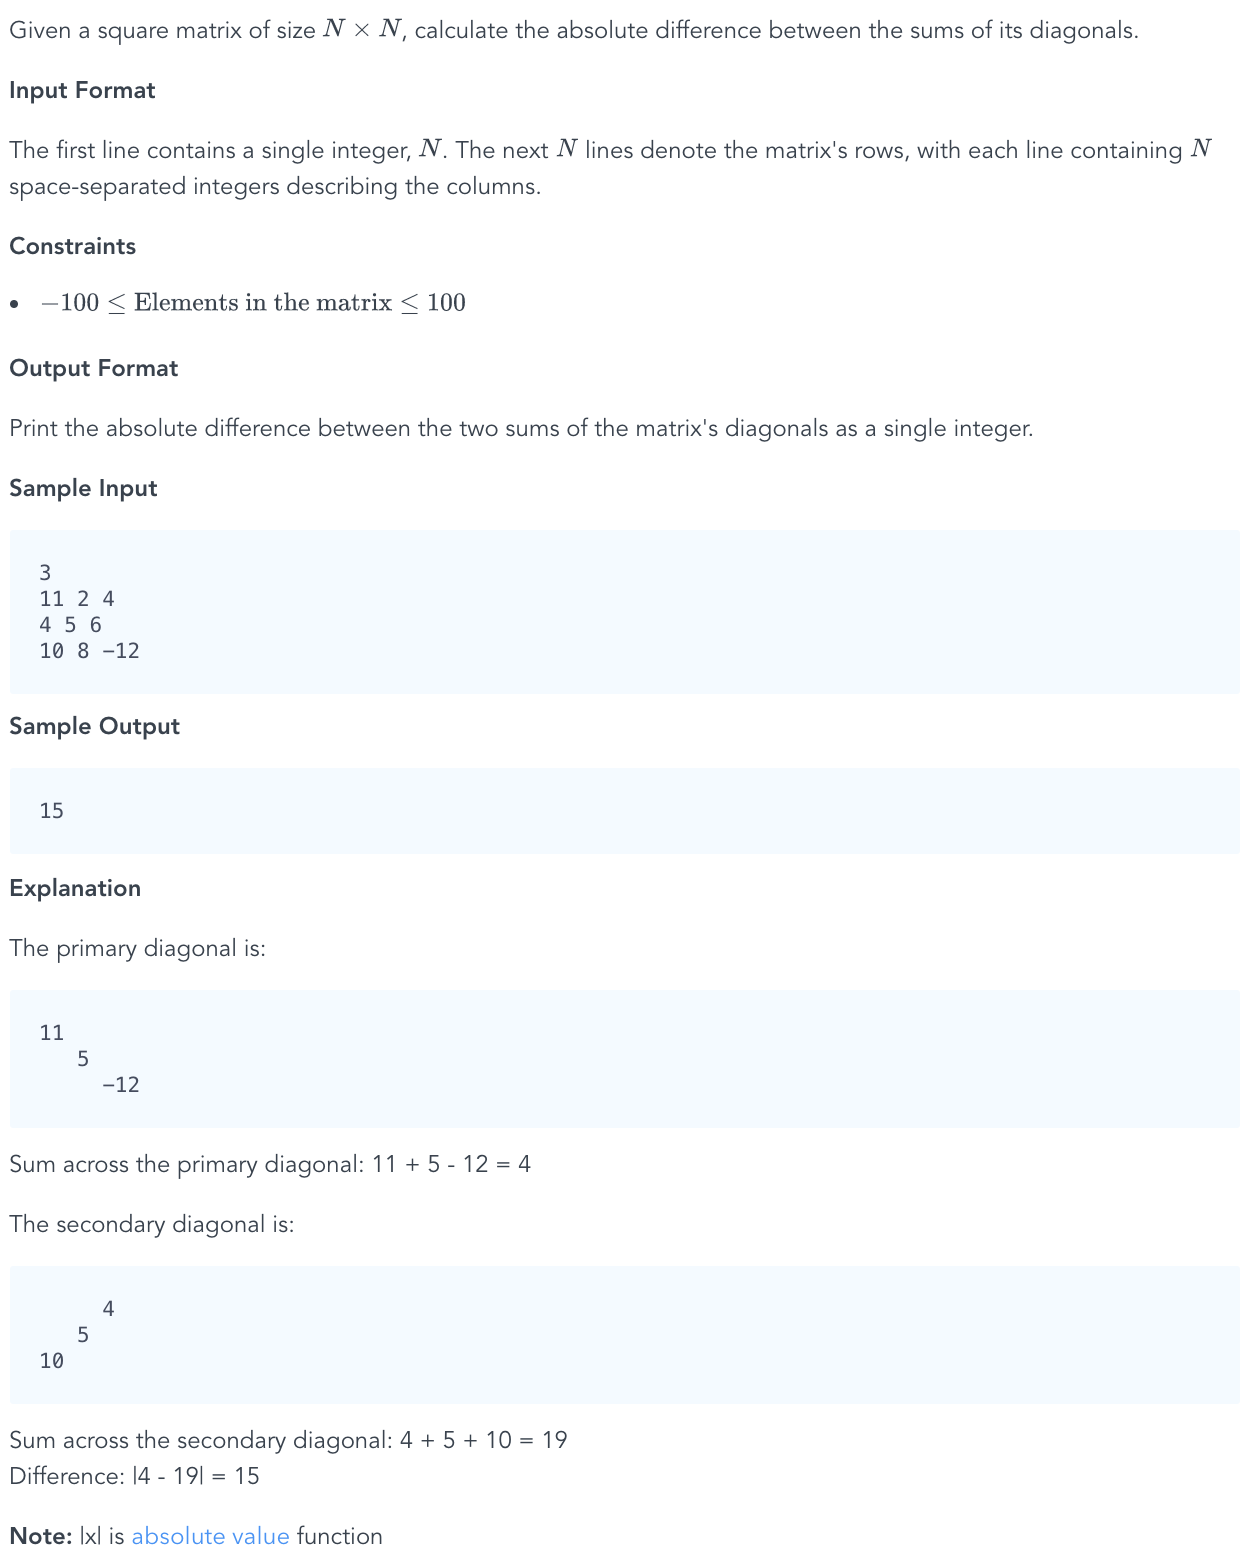 Given a square matrix of size N × N, calculate the absolute difference between the sums of its diagonals.
Input Format
The first line contains a single integer, N. The next N lines denote the matrix's rows, with each line containing N
space-separated integers describing the columns.
Constraints
• −100 ≤ Elements in the matrix ≤ 100
Output Format
Print the absolute difference between the two sums of the matrix's diagonals as a single integer.
Sample Input
3
11 2 4
4 5 6
10 8 −12
Sample Output
15
Explanation
The primary diagonal is:
11
5
−12
Sum across the primary diagonal: 11 + 5 - 12 = 4
The secondary diagonal is:
4
5
10
Sum across the secondary diagonal: 4 + 5 + 10 = 19
Difference: |4 - 19| = 15
Note: |x| is absolute value function